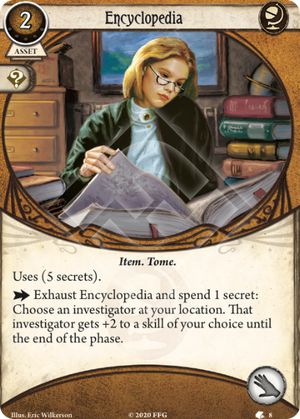 2
Encyclopedia
ASSET
?
Item. Tome.
Uses (5 secrets).
Exhaust Encyclopedia and spend 1 secret:
Choose an investigator at your location. That
investigator gets +2 to a skill of your choice until
the end of the phase.
Illus. Eric Wilkerson
© 2020 FFG
8